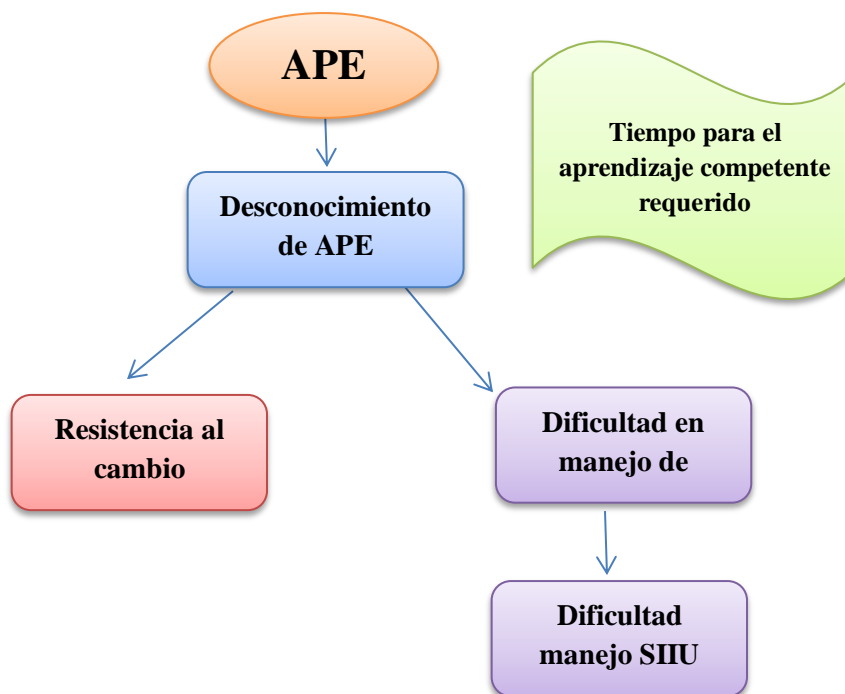 APE
Tiempo para el
aprendizaje competente
requerido
Desconocimiento
de APE
Resistencia al
cambio
Dificultad en
manejo de
Dificultad
manejo SIIU